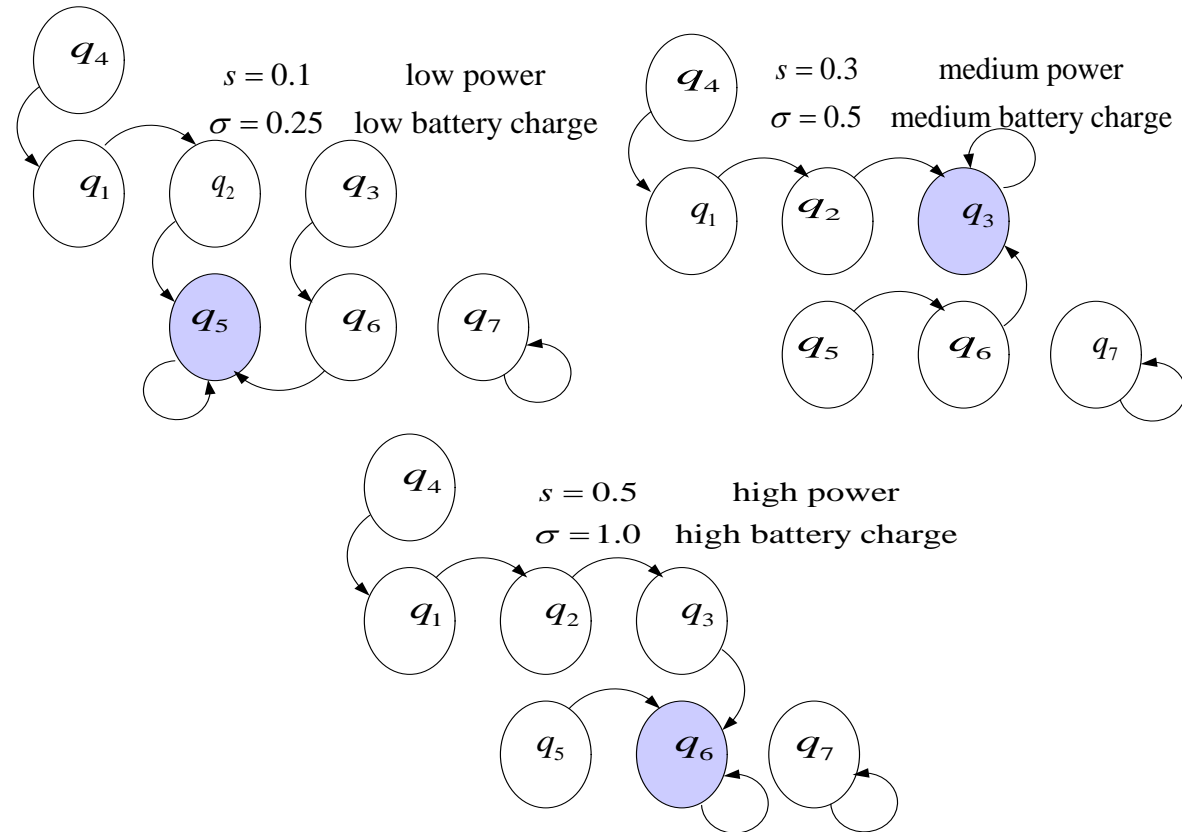 q₄
s = 0.1 low power
σ = 0.25 low battery charge
q₁ q₂ q₃
q₅ q₆ q₇
q₄
s = 0.3 medium power
σ = 0.5 medium battery charge
q₁ q₂ q₃
q₅ q₆ q₇
q₄
s = 0.5 high power
σ = 1.0 high battery charge
q₁ q₂ q₃
q₅ q₆ q₇